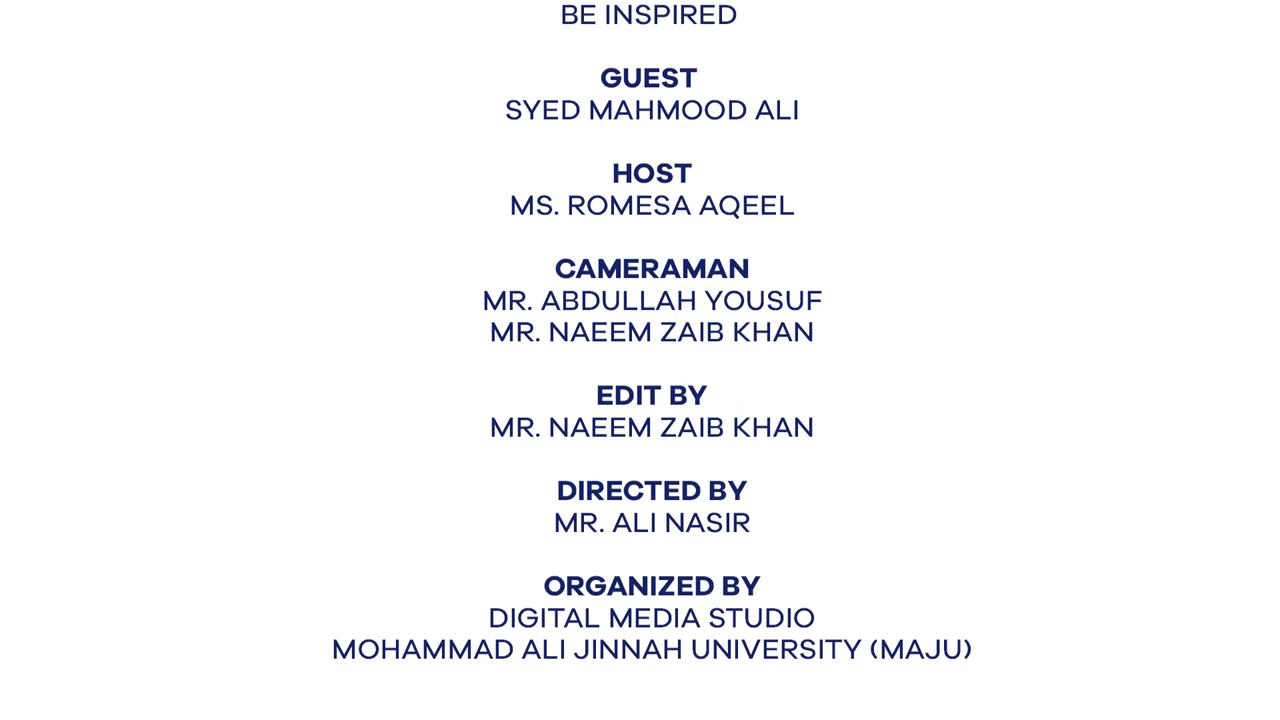 BE INSPIRED
GUEST
SYED MAHMOOD ALI
HOST
MS. ROMESA AQEEL
CAMERAMAN
MR. ABDULLAH YOUSUF
MR. NAEEM ZAIB KHAN
EDIT BY
MR. NAEEM ZAIB KHAN
DIRECTED BY
MR. ALI NASIR
ORGANIZED BY
DIGITAL MEDIA STUDIO
MOHAMMAD ALI JINNAH UNIVERSITY (MAJU)